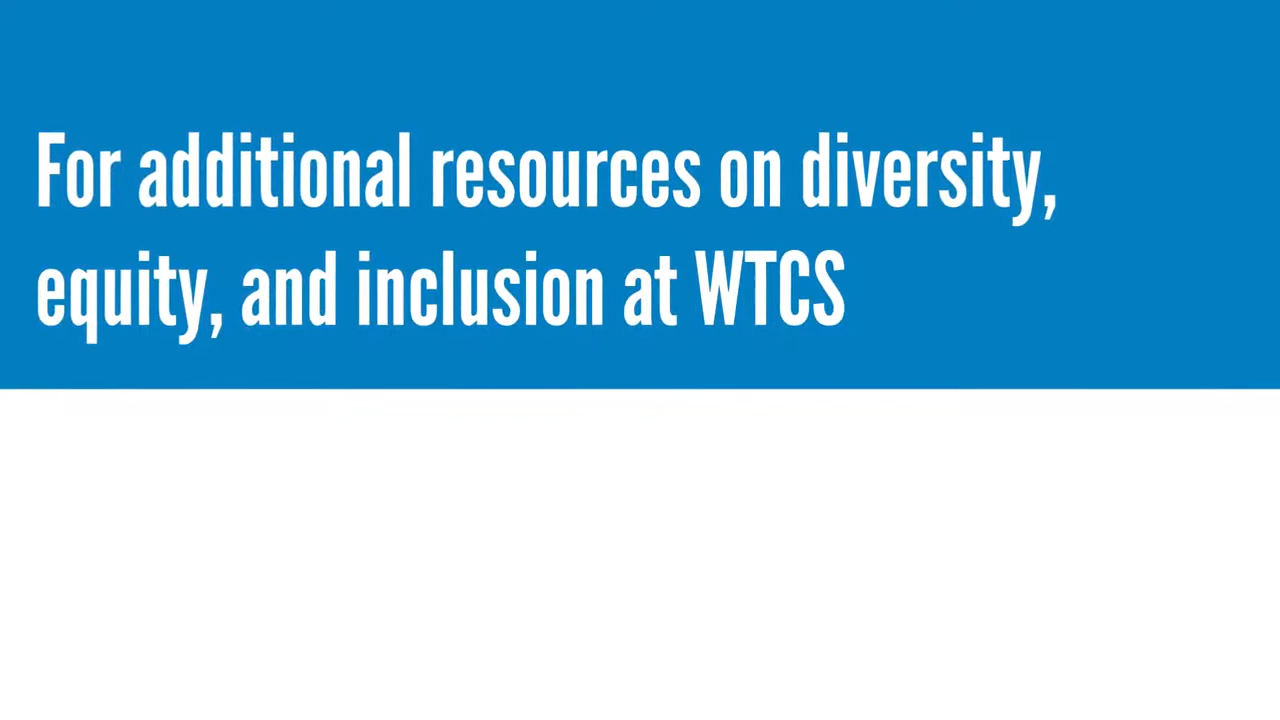 For additional resources on diversity,
equity, and inclusion at WTCS